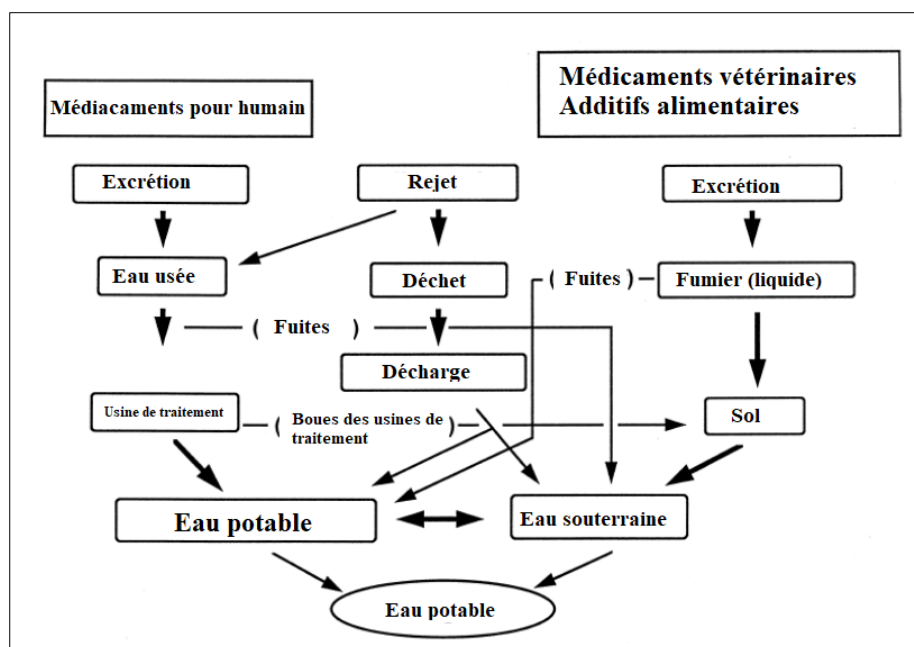 Médiacaments pour humain
Médicaments vétérinaires
Additifs alimentaires
Excrétion
Rejet
Excrétion
Eau usée
Déchet
( Fuites )
Fumier (liquide)
( Fuites )
Décharge
Usine de traitement
( Boues des usines de )
traitement
Sol
Eau potable
Eau souterraine
Eau potable